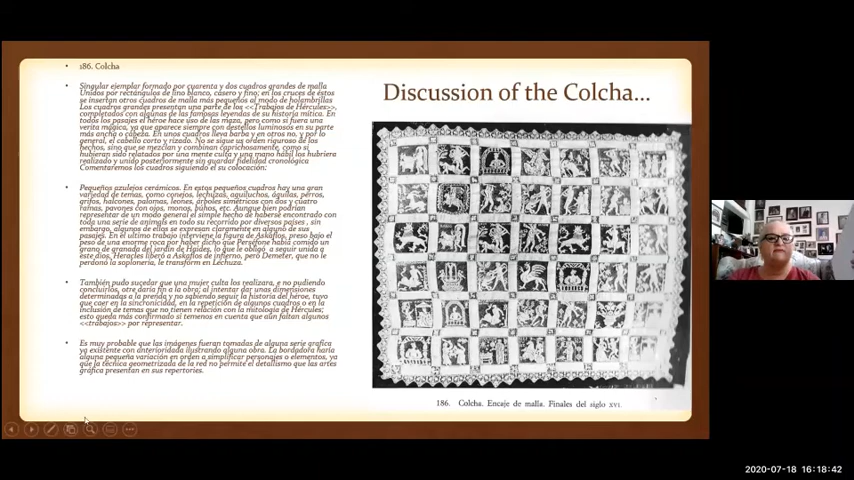 186. Colcha
Singular ejemplar formado por cuarenta y dos cuadros grandes de malla
Unidos por rectángulos de lino blanco, casero y fino; en los cruces de éstos
se insertan otros cuadros de malla más pequeños al modo de holambrillas
Los cuadros grandes presentan una parte de los <<Trabajos de Hércules>>,
completados con algunas de las famosas leyendas de su historia mítica. En
todos los pasajes el héroe hace uso de las maza, pero como si fuera una
verita mágica, ya que aparece siempre con destellos luminosos en su parte
más ancha o cabeza. En unos cuadros lleva barba y en otros no, y por lo
general, el cabello corto y rizado. No se sigue un orden riguroso de los
hechos, sino que se mezclan y combinan caprichosamente, como si
hubieran sido relatados por una mente culta y una mano hábil los hubriera
realizado y unido posteriormente sin guardar fidelidad cronológica
Comentaremos los cuadros siguiendo el su colocación:
Pequeños azulejos cerámicos. En estos pequeños cuadros hay una gran
variedad de temas, como conejos, lechuzas, aguiluchos, águilas, perros,
grifos, halcones, palomas, leones, árboles simétricos con dos y cuatro
ramas, pavones con ojos, monos, búhos, etc. Aunque bien podrían
representar de un modo general el simple hecho de haberse encontrado con
toda una serie de animales en todo su recorrido por diversos países , sin
embargo, algunos de ellos se expresan claramente en alguno de sus
pasajes. En el último trabajo interviene la figura de Askáflos, preso bajo el
peso de una enorme roca por haber dicho que Perséfone había comido un
grano de granada del jardín de Hades, lo que le obligó a seguir unida a
este dios. Heracles liberó a Askáflos de infierno, pero Demeter, que no le
perdonó la soplonería, le transform en Lechuza.
También pudo suceder que una mujer culta los realizara, e no pudiendo
concluirlos, otra daría fin a la obra; al intentar dar unas dimensiones
determinadas a la prenda y no sabiendo seguir la historia del héroe, tuvo
que caer en la sincronicidad, en la repetición de algunos cuadros o en la
inclusión de temas que no tienen relación con la mitología de Hércules;
esto queda más confirmado si tenemos en cuenta que aún faltan algunos
<<trabajos>> por representar.
Es muy probable que las imágenes fueran tomadas de alguna serie gráfica
ya existente con anterioridada ilustrando alguna obra. La bordadora haría
alguna pequeña variación en orden a simplificar personajes o elementos, ya
que la técnica geometrizada de la red no permite el detallismo que las artes
gráfica presentan en sus repertories.
Discussion of the Colcha...
186. Colcha. Encaje de malla. Finales del siglo XVI.
2020-07-18 16:18:42